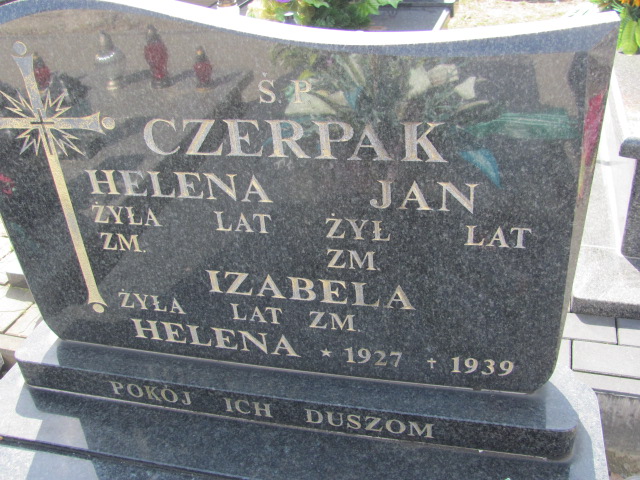 Ś.P.
CZERPAK
HELENA JAN
ŻYŁA LAT ŻYŁ LAT
ZM. ZM.
IZABELA
ŻYŁA LAT ZM
HELENA * 1927 + 1939
POKÓJ ICH DUSZOM